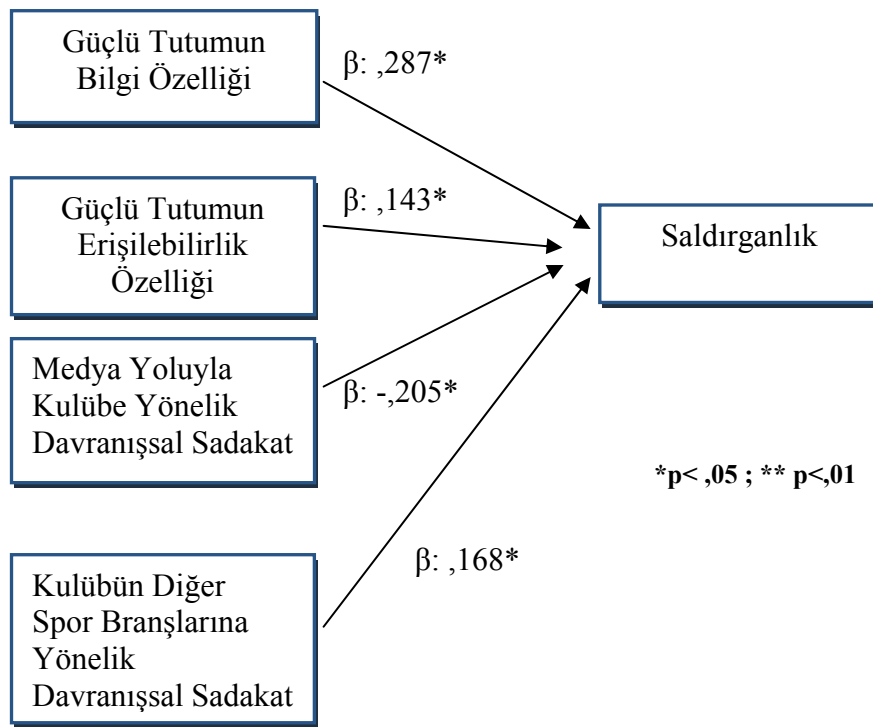 Güçlü Tutumun
Bilgi Özelliği
β: ,287*
Güçlü Tutumun
Erişilebilirlik
Özelliği
β: ,143*
Saldırganlık
Medya Yoluyla
Kulübe Yönelik
Davranışsal Sadakat
β: -,205*
*p< ,05 ; ** p<,01
Kulübün Diğer
Spor Branşlarına
Yönelik
Davranışsal Sadakat
β: ,168*